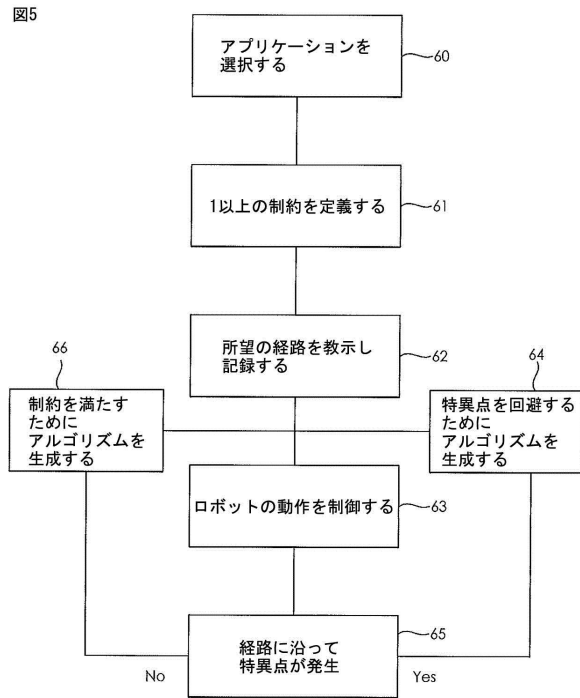 図5
アプリケーションを
選択する
60
1以上の制約を定義する
61
所望の経路を教示し
記録する
62
66
制約を満たす
ために
アルゴリズムを
生成する
64
特異点を回避する
ために
アルゴリズムを
生成する
ロボットの動作を制御する
63
経路に沿って
特異点が発生
65
No
Yes